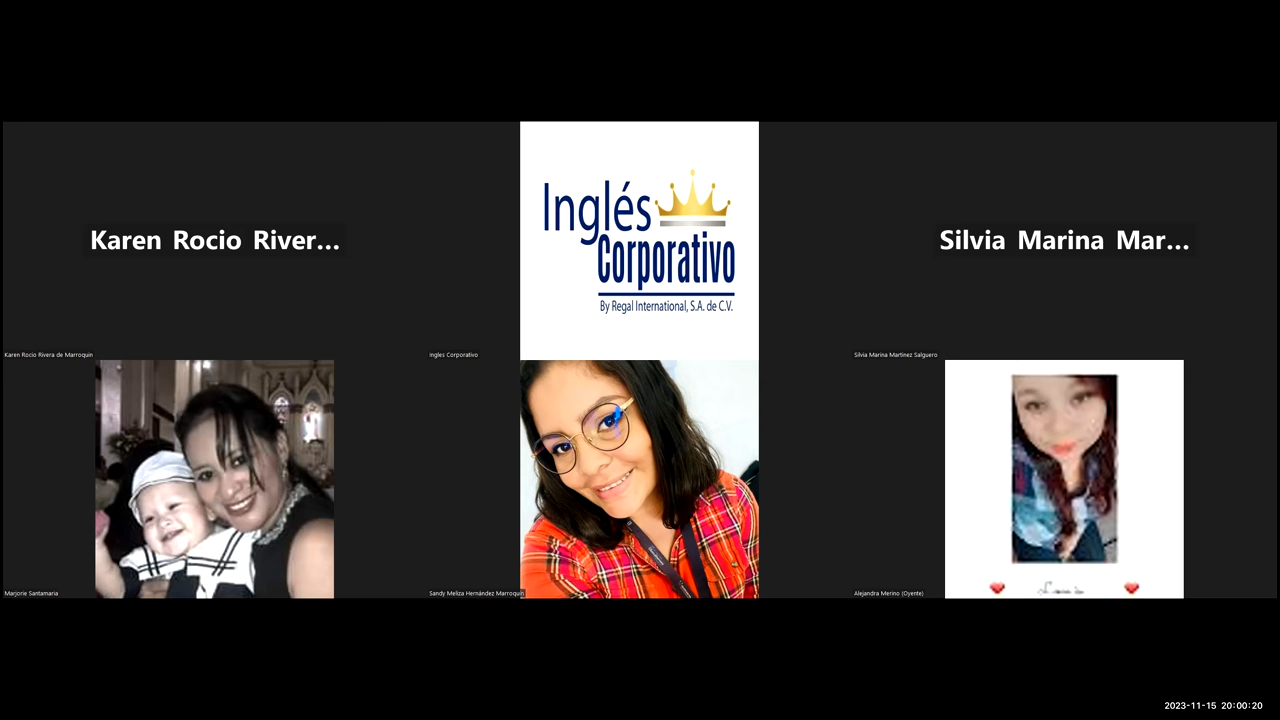 Karen Rocio River...
Inglés
Corporativo
By Regal International, S.A. de C.V.
Silvia Marina Mar...
Karen Rocio Rivera de Marroquin
Ingles Corporativo
Silvia Marina Martinez Salguero
Marjorie Santamaria
Sandy Meliza Hernández Marroquin
Alejandra Merino (Oyente)
2023-11-15 20:00:20